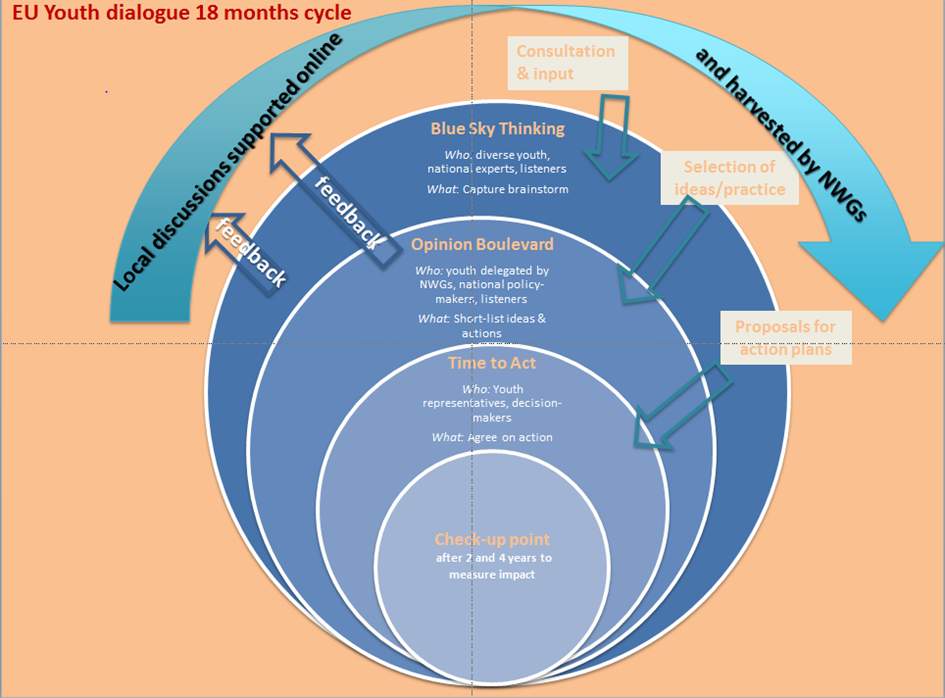 EU Youth dialogue 18 months cycle
Local discussions supported online
and harvested by NWGs
Consultation
& input
Blue Sky Thinking
Who: diverse youth,
national experts, listeners
What: Capture brainstorm
Selection of
ideas/practice
feedback
feedback
Opinion Boulevard
Who: youth delegated by
NWGs, national policy-
makers, listeners
What: Short-list ideas &
actions
Proposals for
action plans
Time to Act
Who: Youth
representatives, decision-
makers
What: Agree on action
Check-up point
after 2 and 4 years to
measure impact